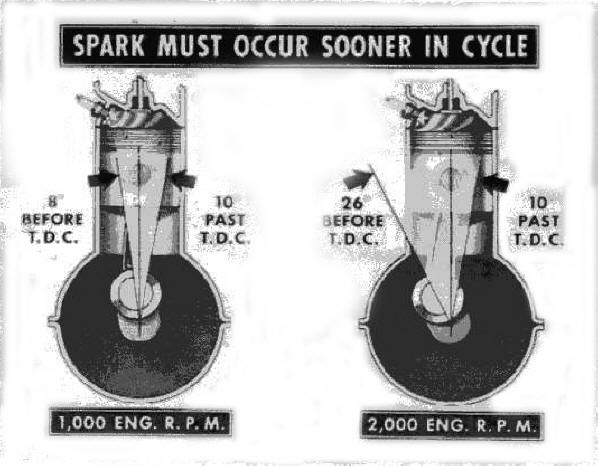 SPARK MUST OCCUR SOONER IN CYCLE
8°
BEFORE
T.D.C.
10
PAST
T.D.C.
26
BEFORE
T.D.C.
10
PAST
T.D.C.
1,000 ENG. R.P.M.
2,000 ENG. R.P.M.